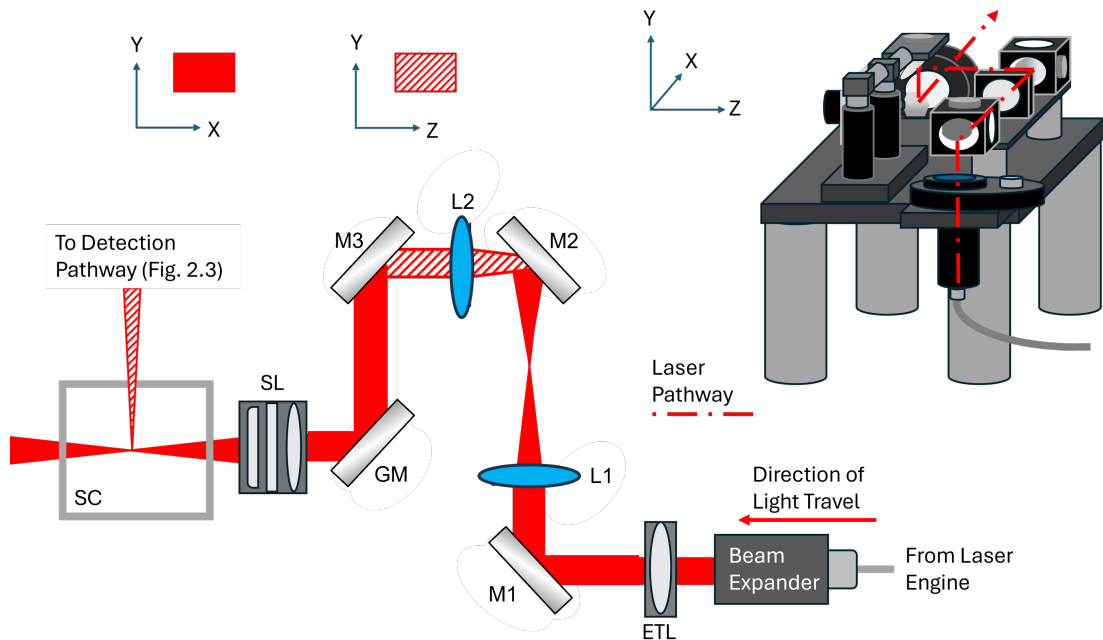 Y
X
Y
Z
Y
X
Z
To Detection
Pathway (Fig. 2.3)
M3
L2
M2
SL
GM
SC
L1
M1
ETL
Laser
Pathway
Direction of
Light Travel
Beam
Expander
From Laser
Engine